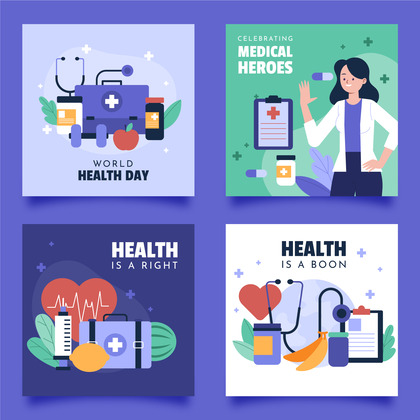 WORLD
HEALTH DAY
CELEBRATING
MEDICAL
HEROES
HEALTH
IS A RIGHT
HEALTH
IS A BOON